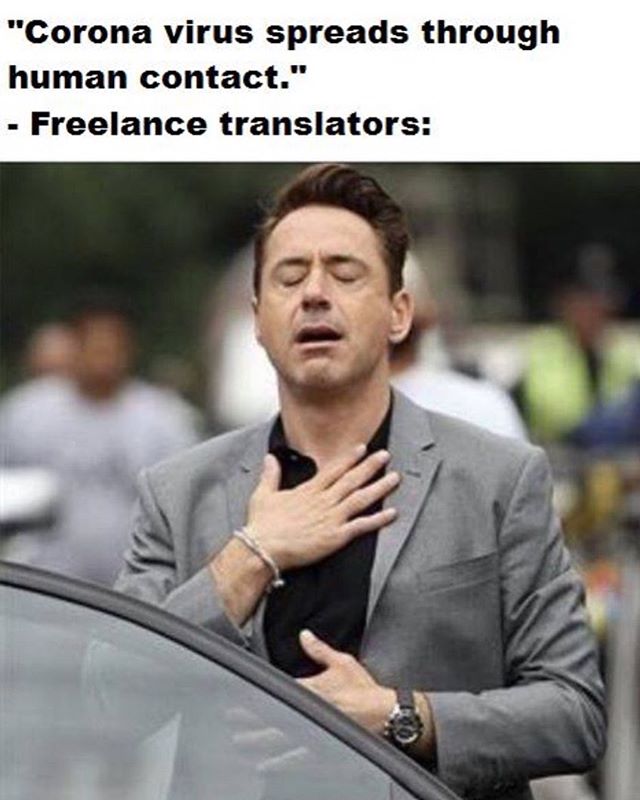 "Corona virus spreads through
human contact."
- Freelance translators: